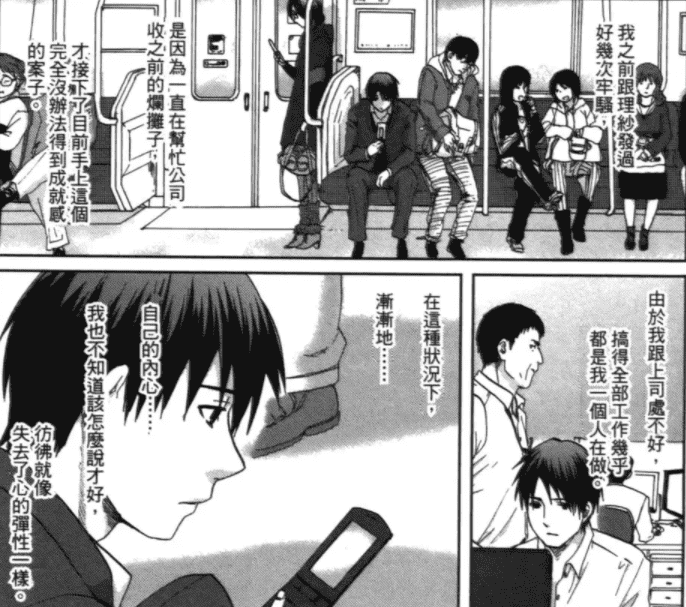 我之前跟理紗發過
好幾次牢騷，
是因為一直在幫忙公司
收之前的爛攤子，
才接下了目前手上這個
完全沒辦法得到成就感
的案子。
由於我跟上司處不好，
搞得全部工作幾乎
都是我一個人在做。
在這種狀況下，
漸漸地……
自己的內心……
我也不知道該怎麼說才好，
彷彿就像
失去了心的彈性一樣。